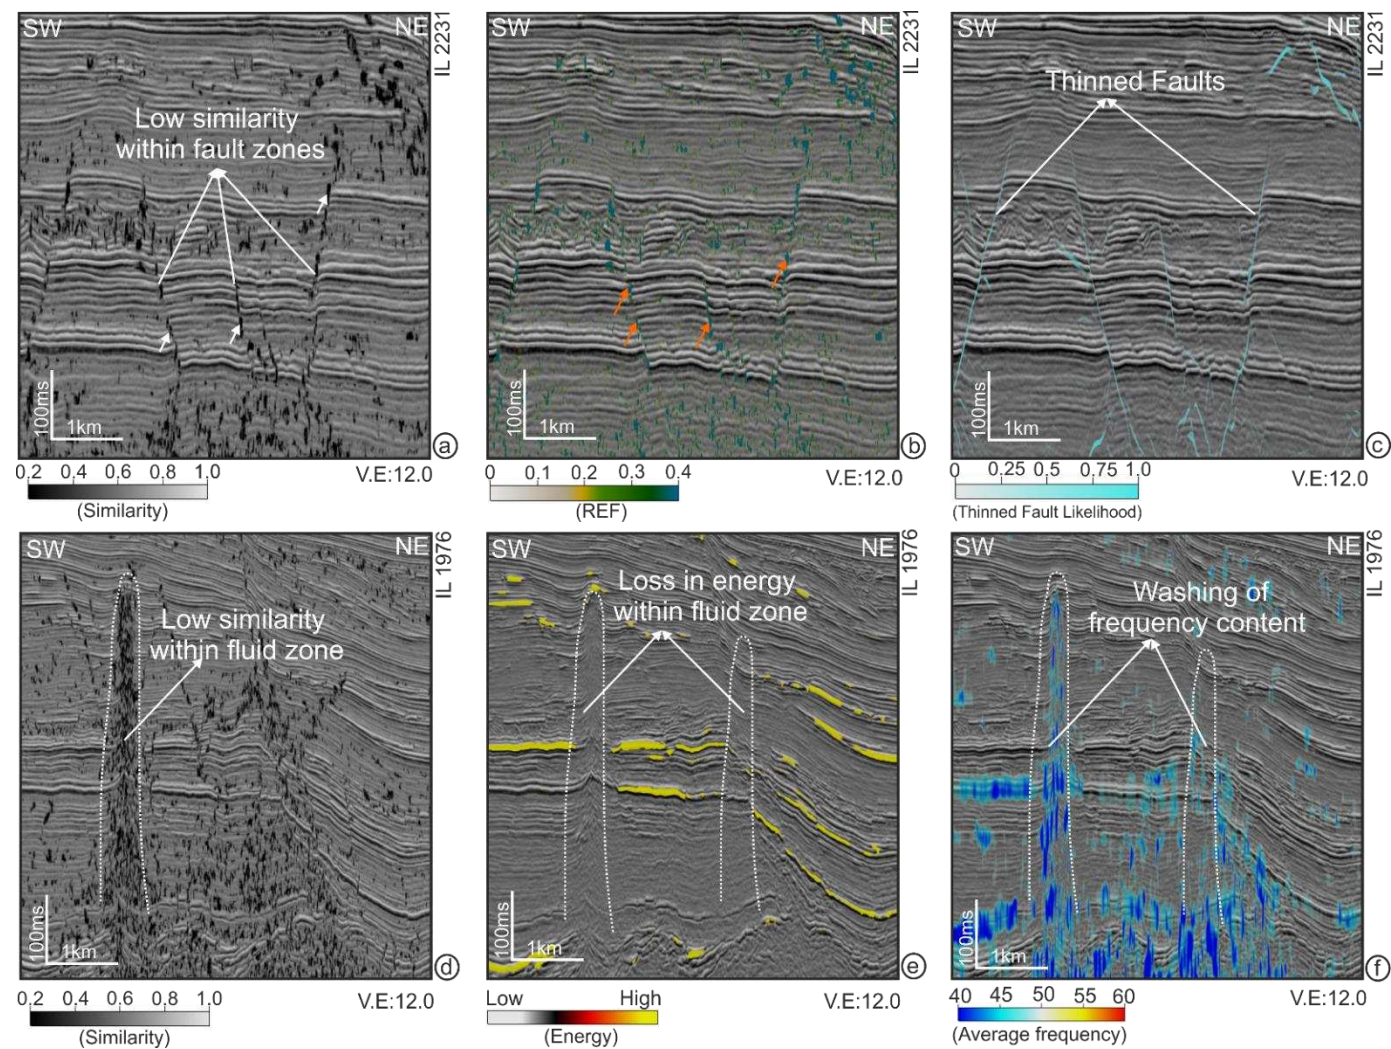 SW
NE
IL 2231
Low similarity
within fault zones
100ms
1km
a
0.2 0.4 0.6 0.8 1.0
(Similarity)
V.E:12.0
IL 2231
100ms
1km
b
0 0.1 0.2 0.3 0.4
(REF)
V.E:12.0
SW
NE
IL 2231
Thinned Faults
100ms
1km
c
0 0.25 0.5 0.75 1.0
(Thinned Fault Likelihood)
V.E:12.0
SW
NE
IL 1976
Low similarity
within fluid zone
100ms
1km
d
0.2 0.4 0.6 0.8 1.0
(Similarity)
V.E:12.0
SW
NE
IL 1976
Loss in energy
within fluid zone
100ms
1km
e
Low High
(Energy)
V.E:12.0
SW
NE
IL 1976
Washing of
frequency content
100ms
1km
f
40 45 50 55 60
(Average frequency)
V.E:12.0